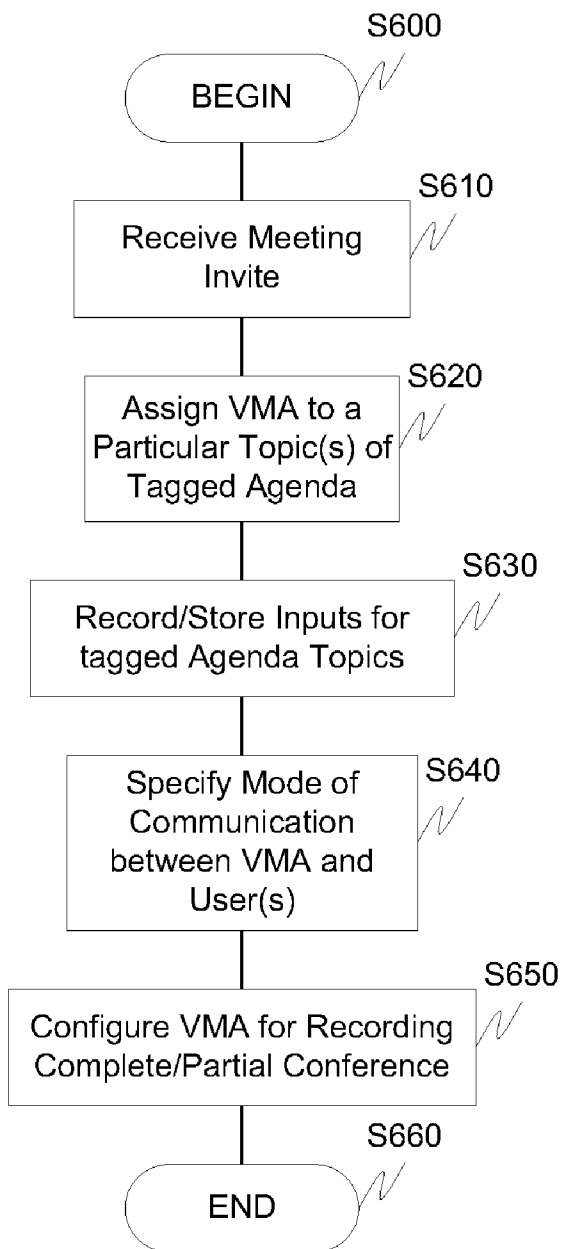 S600
BEGIN
S610
Receive Meeting
Invite
S620
Assign VMA to a
Particular Topic(s) of
Tagged Agenda
S630
Record/Store Inputs for
tagged Agenda Topics
S640
Specify Mode of
Communication
between VMA and
User(s)
S650
Configure VMA for Recording
Complete/Partial Conference
S660
END